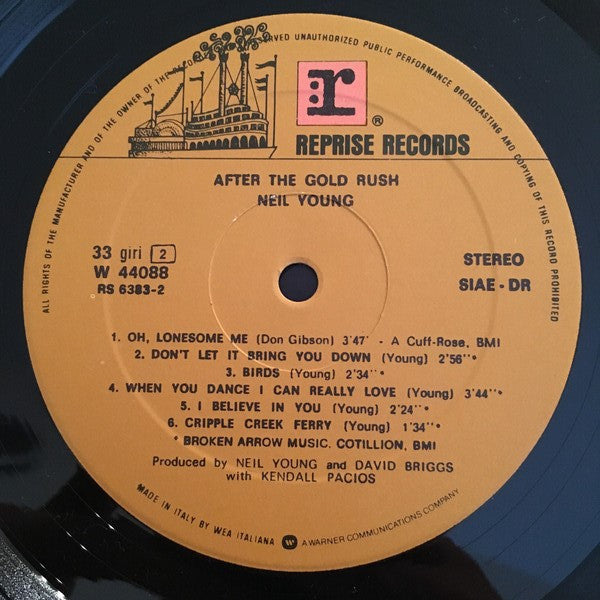 ALL RIGHTS OF THE MANUFACTURER AND OF THE OWNER OF THE RECORDED
RESERVED UNAUTHORIZED PUBLIC PERFORMANCE BROADCASTING AND COPYING OF THIS RECORD PROHIBITED
r
®
REPRISE RECORDS
AFTER THE GOLD RUSH
NEIL YOUNG
33 giri 2
W 44088
RS 6383-2
STEREO
SIAE - DR
1. OH, LONESOME ME (Don Gibson) 3'47' - A Cuff-Rose, BMI
2. DON'T LET IT BRING YOU DOWN (Young) 2'56''*
3. BIRDS (Young) 2'34''*
4. WHEN YOU DANCE I CAN REALLY LOVE (Young) 3'44''*
5. I BELIEVE IN YOU (Young) 2'24''*
6. CRIPPLE CREEK FERRY (Young) 1'34''*
* BROKEN ARROW MUSIC. COTILLION, BMI
Produced by NEIL YOUNG and DAVID BRIGGS
with KENDALL PACIOS
MADE IN ITALY BY WEA ITALIANA
A WARNER COMMUNICATIONS COMPANY